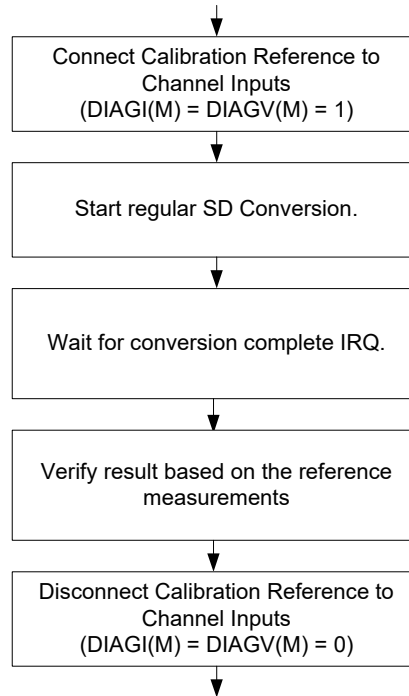 Connect Calibration Reference to
Channel Inputs
(DIAGI(M) = DIAGV(M) = 1)
Start regular SD Conversion.
Wait for conversion complete IRQ.
Verify result based on the reference
measurements
Disconnect Calibration Reference to
Channel Inputs
(DIAGI(M) = DIAGV(M) = 0)